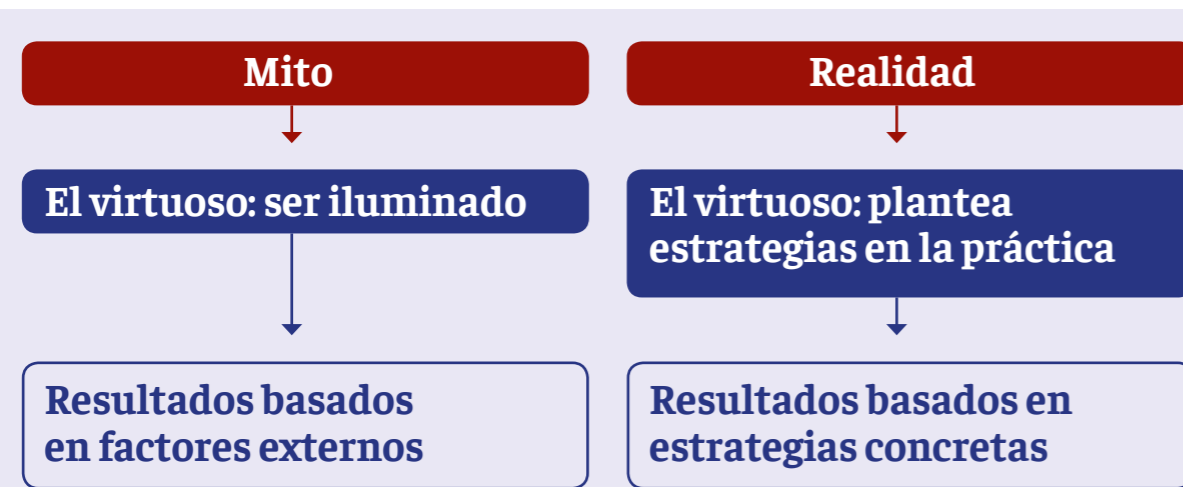 Mito
El virtuoso: ser iluminado
Resultados basados
en factores externos
Realidad
El virtuoso: plantea
estrategias en la práctica
Resultados basados en
estrategias concretas